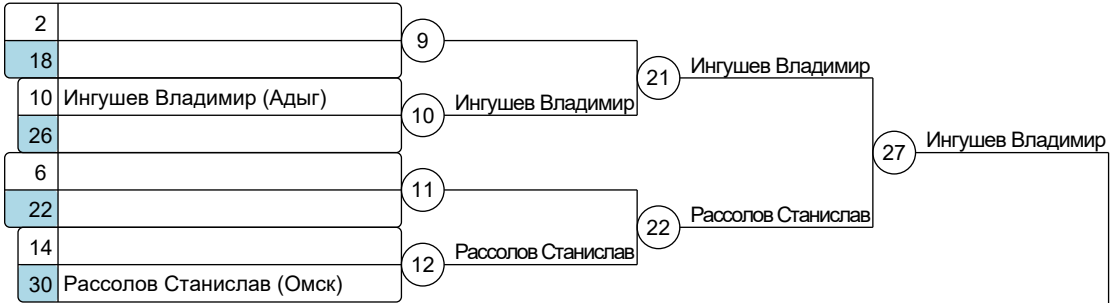 2
9
18
21 Ингушев Владимир
10 Ингушев Владимир (Адыг)
10 Ингушев Владимир
26
27 Ингушев Владимир
6
11
22
22 Рассолов Станислав
14
12 Рассолов Станислав
30 Рассолов Станислав (Омск)